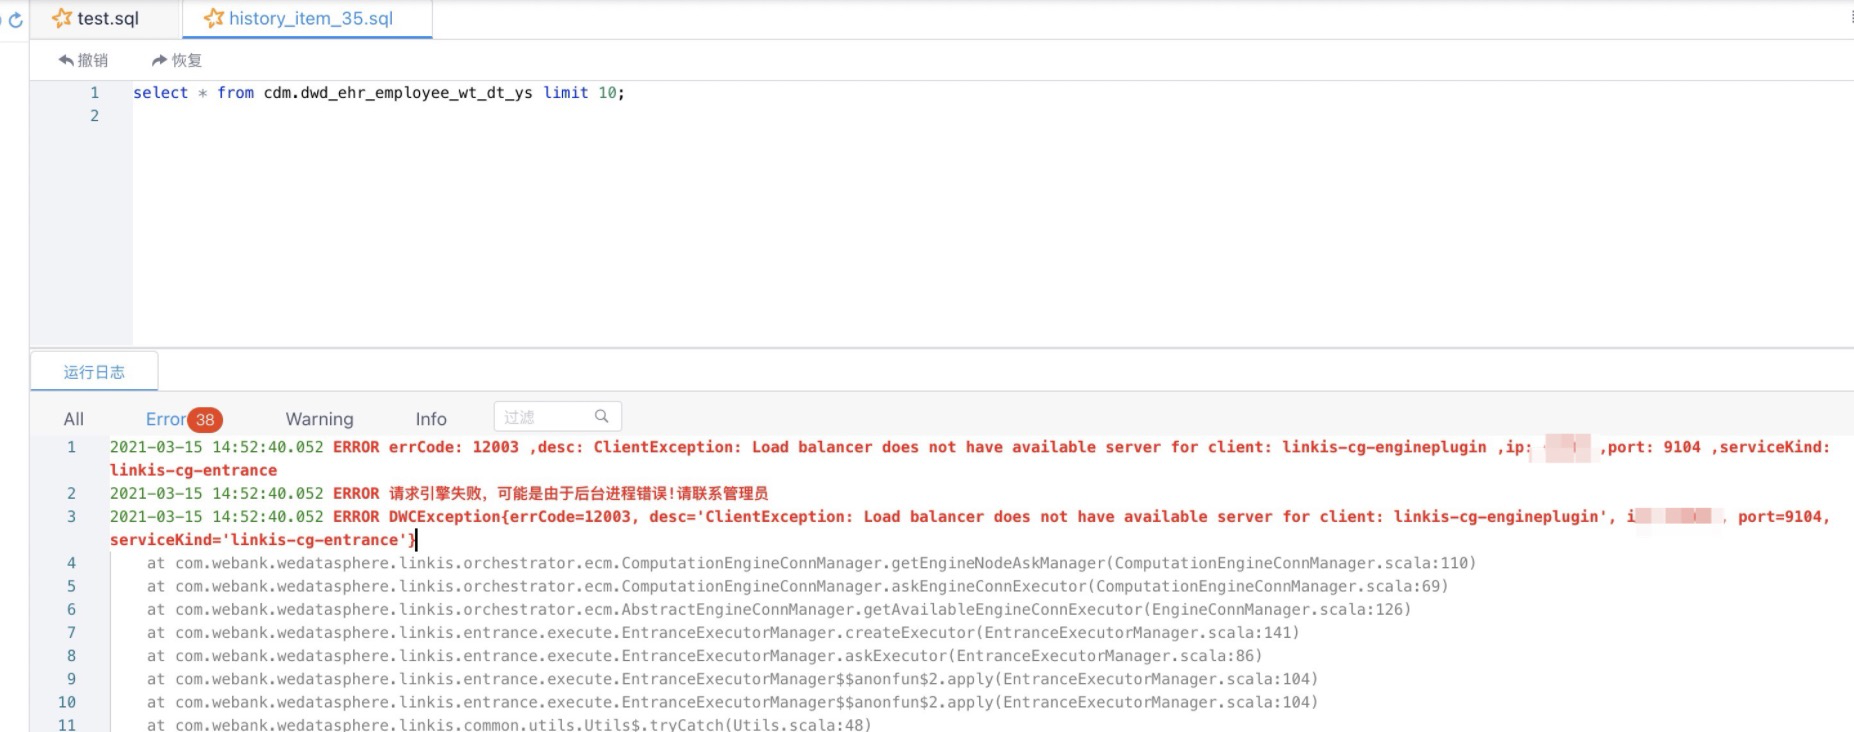 test.sql
history_item_35.sql
撤销 恢复
1 select * from cdm.dwd_ehr_employee_wt_dt_ys limit 10;
2
运行日志
All Error 38 Warning Info 过滤
1 2021-03-15 14:52:40.052 ERROR errCode: 12003 ,desc: ClientException: Load balancer does not have available server for client: linkis-cg-engineplugin ,ip: ,port: 9104 ,serviceKind:
linkis-cg-entrance
2 2021-03-15 14:52:40.052 ERROR 请求引擎失败，可能是由于后台进程错误!请联系管理员
3 2021-03-15 14:52:40.052 ERROR DWCException{errCode=12003, desc='ClientException: Load balancer does not have available server for client: linkis-cg-engineplugin', port=9104,
serviceKind='linkis-cg-entrance'}
4 at com.webank.wedatasphere.linkis.orchestrator.ecm.ComputationEngineConnManager.getEngineNodeAskManager(ComputationEngineConnManager.scala:110)
5 at com.webank.wedatasphere.linkis.orchestrator.ecm.ComputationEngineConnManager.askEngineConnExecutor(ComputationEngineConnManager.scala:69)
6 at com.webank.wedatasphere.linkis.orchestrator.ecm.AbstractEngineConnManager.getAvailableEngineConnExecutor(EngineConnManager.scala:126)
7 at com.webank.wedatasphere.linkis.entrance.execute.EntranceExecutorManager.createExecutor(EntranceExecutorManager.scala:141)
8 at com.webank.wedatasphere.linkis.entrance.execute.EntranceExecutorManager.askExecutor(EntranceExecutorManager.scala:86)
9 at com.webank.wedatasphere.linkis.entrance.execute.EntranceExecutorManager$$anonfun$2.apply(EntranceExecutorManager.scala:104)
10 at com.webank.wedatasphere.linkis.entrance.execute.EntranceExecutorManager$$anonfun$2.apply(EntranceExecutorManager.scala:104)
11 at com.webank.wedatasphere.linkis.common.utils.Utils$.tryCatch(Utils.scala:48)